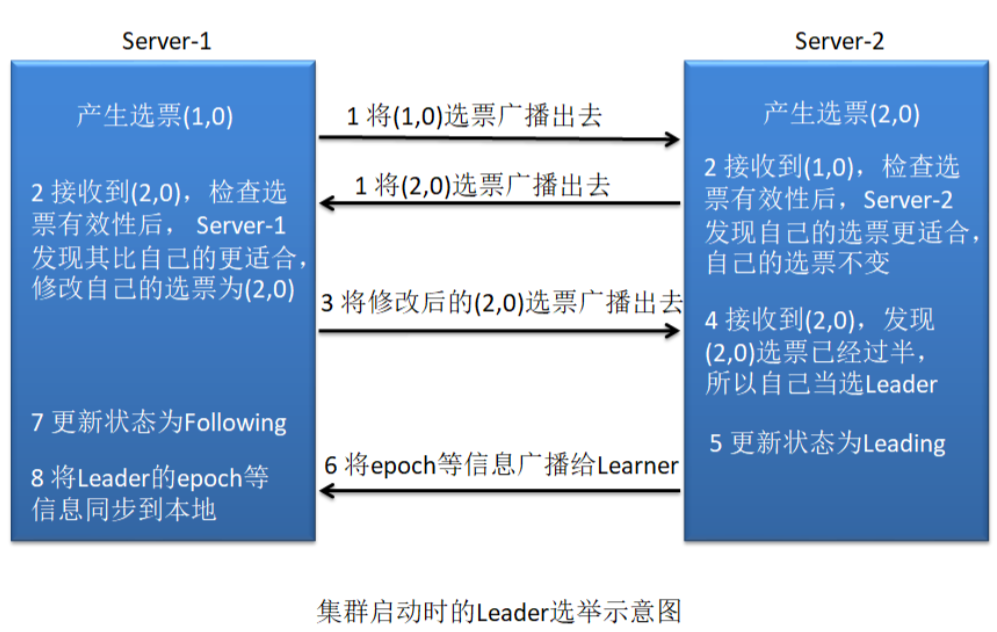 Server-1
产生选票(1,0)
2 接收到(2,0)，检查选
票有效性后， Server-1
发现其比自己的更适合，
修改自己的选票为(2,0)
7 更新状态为Following
8 将Leader的epoch等
信息同步到本地
1 将(1,0)选票广播出去
1 将(2,0)选票广播出去
3 将修改后的(2,0)选票广播出去
6 将epoch等信息广播给Learner
Server-2
产生选票(2,0)
2 接收到(1,0)，检查选
票有效性后，Server-2
发现自己的选票更适合，
自己的选票不变
4 接收到(2,0)，发现
(2,0)选票已经过半，
所以自己当选Leader
5 更新状态为Leading
集群启动时的Leader选举示意图